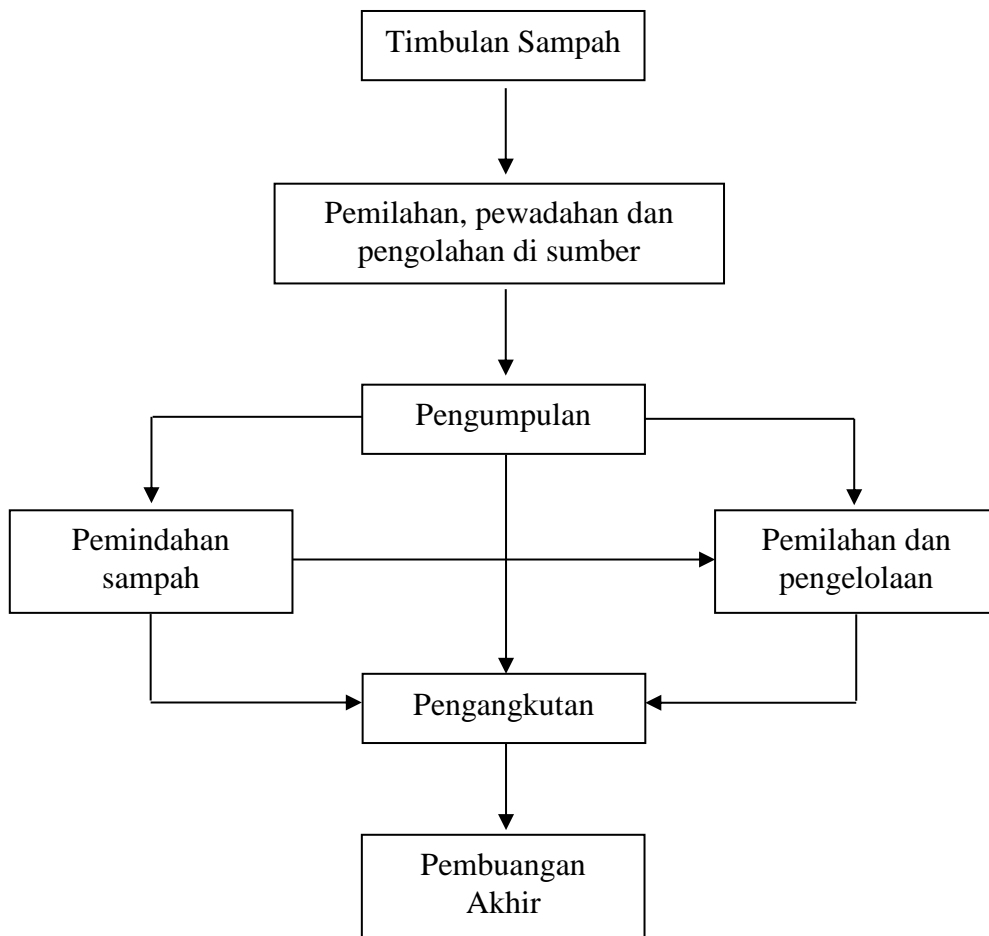 Timbulan Sampah
Pemilahan, pewadahan dan
pengolahan di sumber
Pengumpulan
Pemindahan
sampah
Pemilahan dan
pengelolaan
Pengangkutan
Pembuangan
Akhir